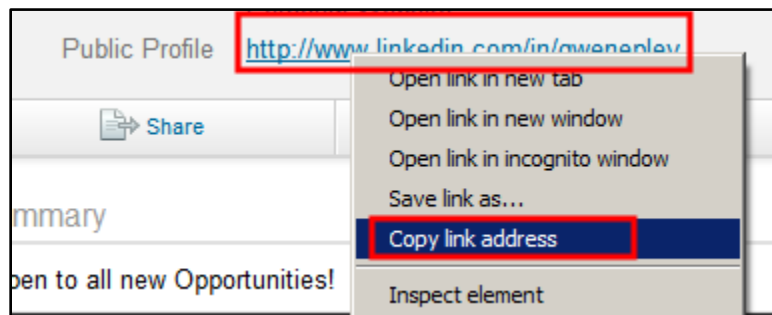 Public Profile http://www.linkedin.com/in/gwenepley
Open link in new tab
Share
Open link in new window
Open link in incognito window
Save link as...
mmary
Copy link address
pen to all new Opportunities!
Inspect element